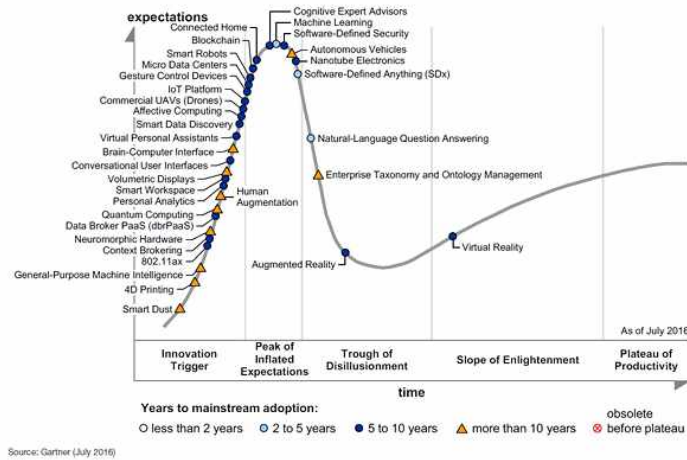 expectations
Cognitive Expert Advisors
Machine Learning
Connected Home
Software-Defined Security
Blockchain
Autonomous Vehicles
Smart Robots
Nanotube Electronics
Micro Data Centers
Software-Defined Anything (SDx)
Gesture Control Devices
IoT Platform
Commercial UAVs (Drones)
Affective Computing
Smart Data Discovery
Virtual Personal Assistants
Natural-Language Question Answering
Brain-Computer Interface
Conversational User Interfaces
Volumetric Displays
Enterprise Taxonomy and Ontology Management
Smart Workspace
Personal Analytics
Human
Augmentation
Quantum Computing
Data Broker PaaS (dbrPaaS)
Neuromorphic Hardware
Context Brokering
802.11ax
General-Purpose Machine Intelligence
4D Printing
Smart Dust
Augmented Reality
Virtual Reality
As of July 2016
Innovation
Trigger
Peak of
Inflated
Expectations
Trough of
Disillusionment
Slope of Enlightenment
Plateau of
Productivity
time
Years to mainstream adoption:
less than 2 years
2 to 5 years
5 to 10 years
more than 10 years
obsolete
before plateau
Source: Gartner (July 2016)